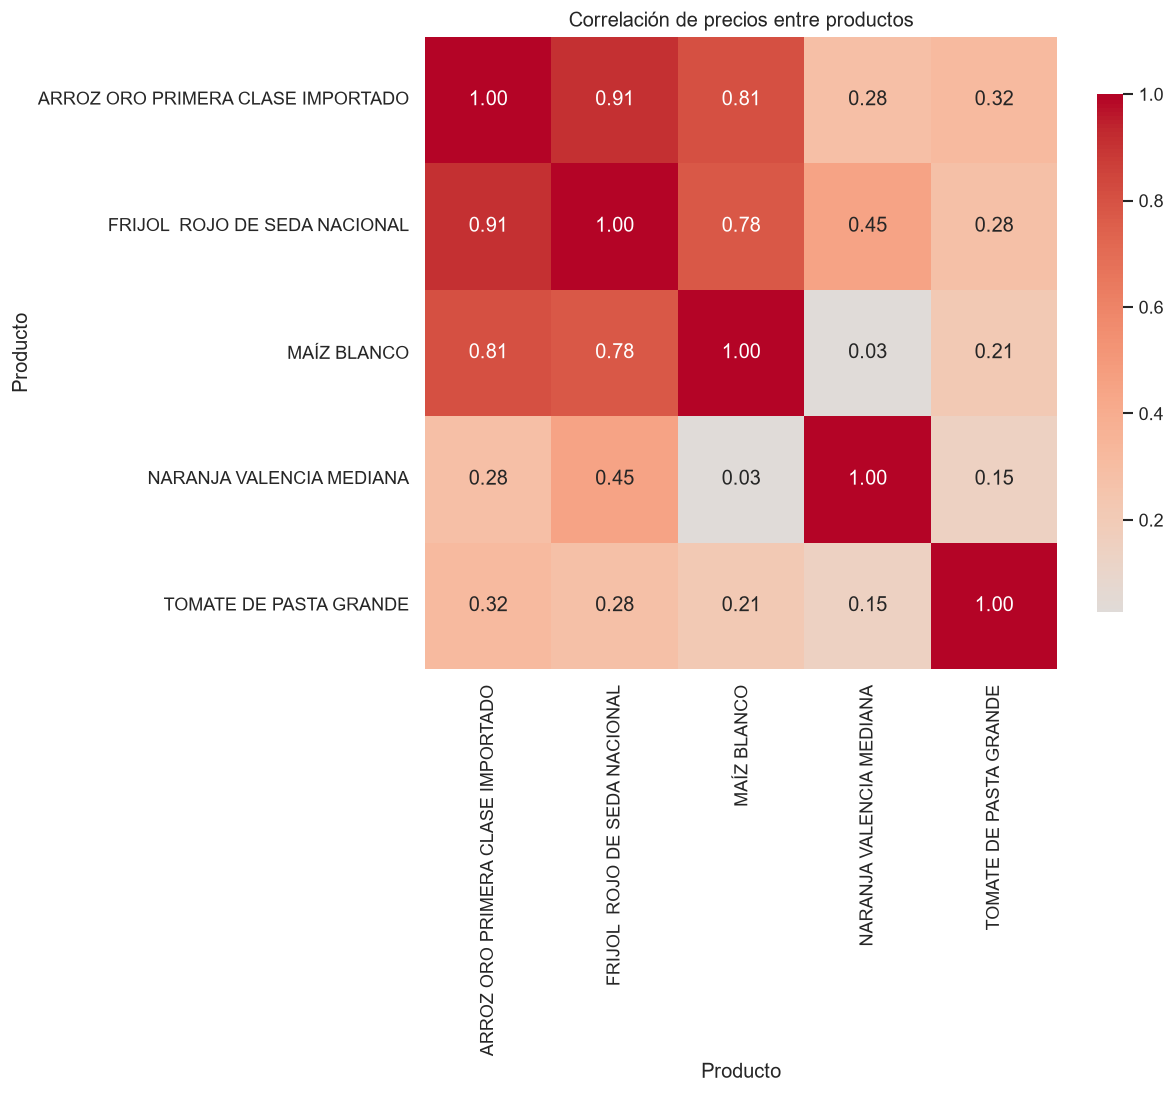 Correlación de precios entre productos
ARROZ ORO PRIMERA CLASE IMPORTADO
1.00 0.91 0.81 0.28 0.32
FRIJOL  ROJO DE SEDA NACIONAL
0.91 1.00 0.78 0.45 0.28
MAÍZ BLANCO
0.81 0.78 1.00 0.03 0.21
NARANJA VALENCIA MEDIANA
0.28 0.45 0.03 1.00 0.15
TOMATE DE PASTA GRANDE
0.32 0.28 0.21 0.15 1.00
Producto
ARROZ ORO PRIMERA CLASE IMPORTADO
FRIJOL  ROJO DE SEDA NACIONAL
MAÍZ BLANCO
NARANJA VALENCIA MEDIANA
TOMATE DE PASTA GRANDE
Producto
1.0
0.8
0.6
0.4
0.2